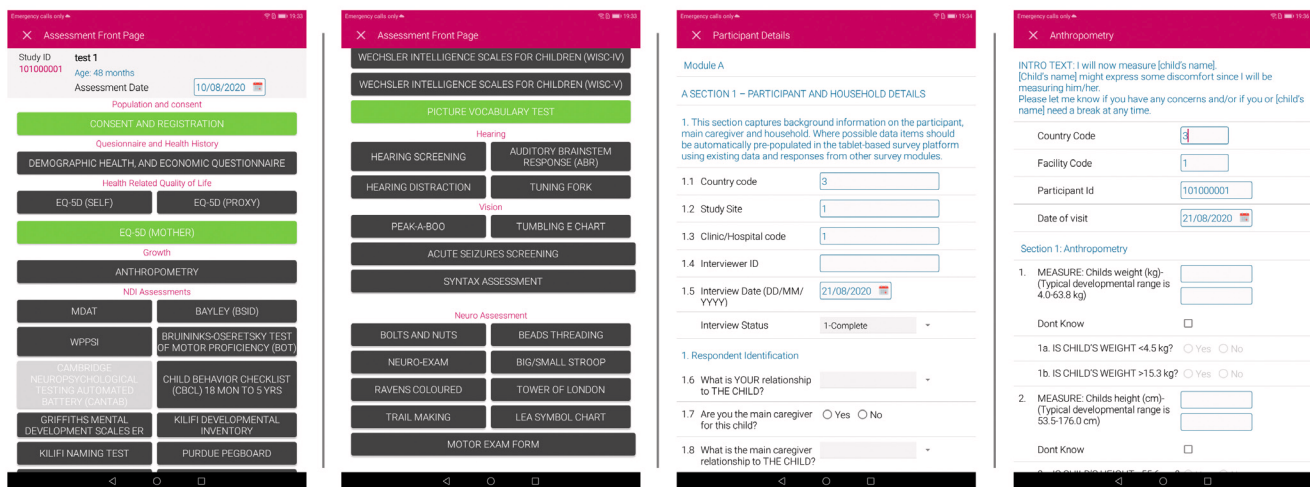 Emergency calls only
19:33
Assessment Front Page
Study ID
test 1
101000001
Age: 48 months
Assessment Date
10/08/2020
Population and consent
CONSENT AND REGISTRATION
Quesionnaire and Health History
DEMOGRAPHIC HEALTH, AND ECONOMIC QUESTIONNAIRE
Health Related Quality of Life
EQ-5D (SELF)
EQ-5D (PROXY)
EQ-5D (MOTHER)
Growth
ANTHROPOMETRY
NDI Assessments
MDAT
BAYLEY (BSID)
WPPSI
BRUININKS-OSERETSKY TEST
OF MOTOR PROFICIENCY (BOT)
CAMBRIDGE
NEUROPSYCHOLOGICAL
TESTING AUTOMATED
BATTERY (CANTAB)
CHILD BEHAVIOR CHECKLIST
(CBCL) 18 MON TO 5 YRS
GRIFFITHS MENTAL
DEVELOPMENT SCALES ER
KILIFI DEVELOPMENTAL
INVENTORY
KILIFI NAMING TEST
PURDUE PEGBOARD
Emergency calls only
19:33
Assessment Front Page
WECHSLER INTELLIGENCE SCALES FOR CHILDREN (WISC-IV)
WECHSLER INTELLIGENCE SCALES FOR CHILDREN (WISC-V)
PICTURE VOCABULARY TEST
Hearing
HEARING SCREENING
AUDITORY BRAINSTEM
RESPONSE (ABR)
HEARING DISTRACTION
TUNING FORK
Vision
PEAK-A-BOO
TUMBLING E CHART
ACUTE SEIZURES SCREENING
SYNTAX ASSESSMENT
Neuro Assessment
BOLTS AND NUTS
BEADS THREADING
NEURO-EXAM
BIG/SMALL STROOP
RAVENS COLOURED
TOWER OF LONDON
TRAIL MAKING
LEA SYMBOL CHART
MOTOR EXAM FORM
Emergency calls only
19:34
Participant Details
Module A
A SECTION 1 – PARTICIPANT AND HOUSEHOLD DETAILS
1. This section captures background information on the participant,
main caregiver and household. Where possible data items should
be automatically pre-populated in the tablet-based survey platform
using existing data and responses from other survey modules.
1.1 Country code
3
1.2 Study Site
1
1.3 Clinic/Hospital code
1
1.4 Interviewer ID
1.5 Interview Date (DD/MM/
YYYY)
21/08/2020
Interview Status
1-Complete
1. Respondent Identification
1.6 What is YOUR relationship
to THE CHILD?
1.7 Are you the main caregiver
for this child?
Yes
No
1.8 What is the main caregiver
relationship to THE CHILD?
Emergency calls only
19:36
Anthropometry
INTRO TEXT: I will now measure [child's name].
[Child's name] might express some discomfort since I will be
measuring him/her.
Please let me know if you have any concerns and/or if you or [child's
name] need a break at any time.
Country Code
3
Facility Code
1
Participant Id
101000001
Date of visit
21/08/2020
Section 1: Anthropometry
1. MEASURE: Childs weight (kg)-
(Typical developmental range is
4.0-63.8 kg)
Dont Know
1a. IS CHILD'S WEIGHT <4.5 kg?
Yes
No
1b. IS CHILD'S WEIGHT >15.3 kg?
Yes
No
2. MEASURE: Childs height (cm)-
(Typical developmental range is
53.5-176.0 cm)
Dont Know